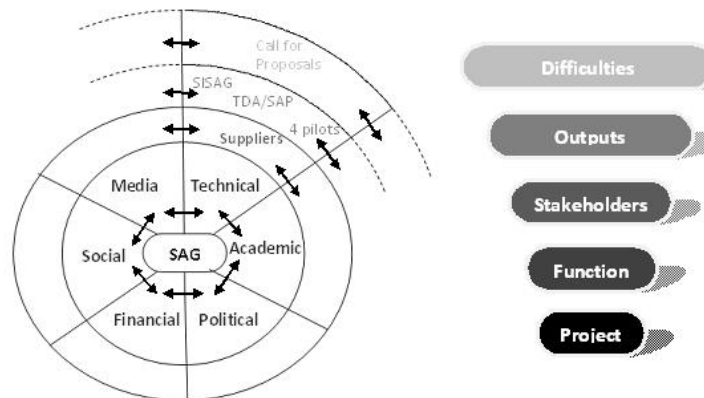 Call for
Proposals
SISAG
TDA/SAP
4 pilots
Suppliers
Media
Technical
Social
SAG
Academic
Financial
Political
Difficulties
Outputs
Stakeholders
Function
Project